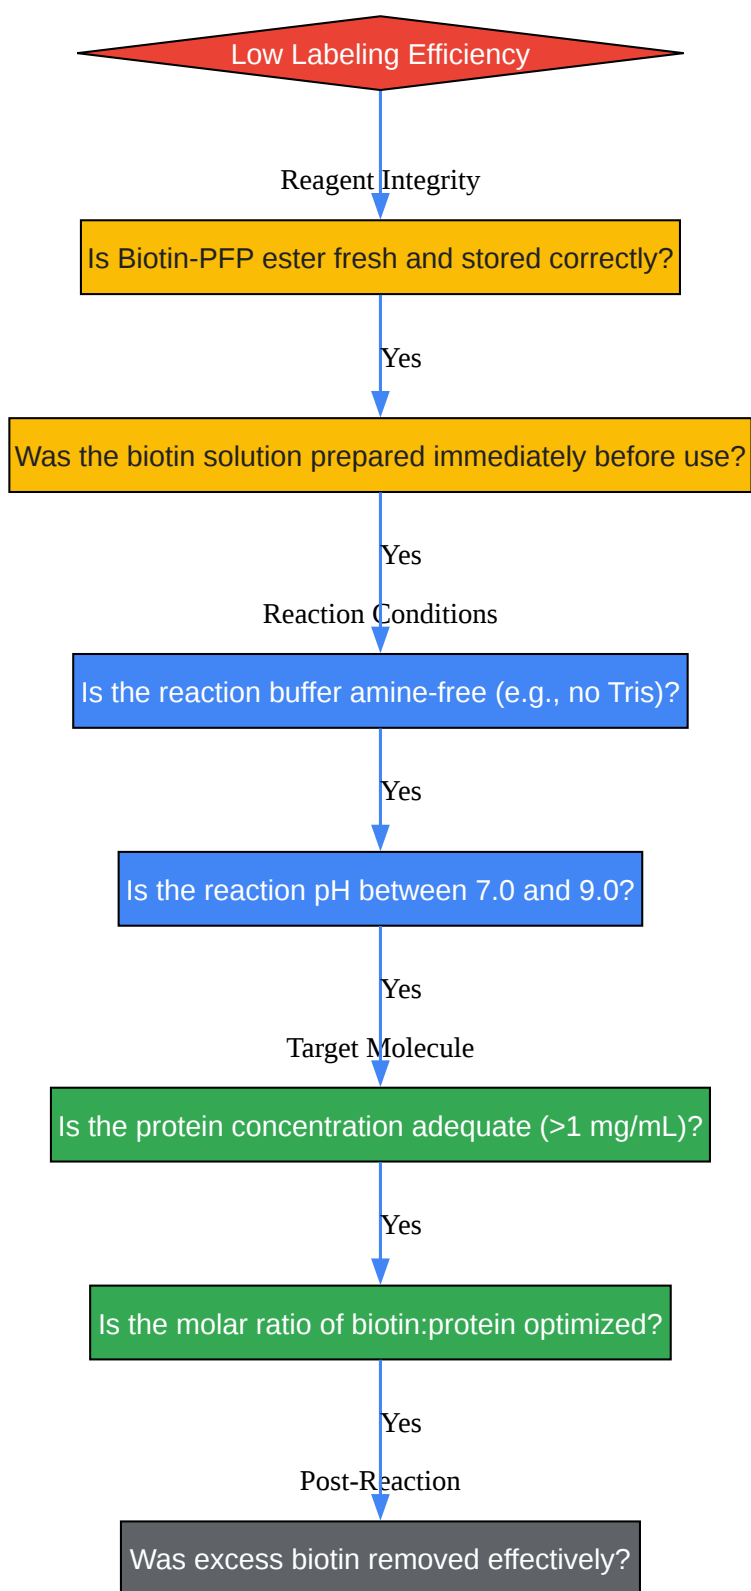 Low Labeling Efficiency
Reagent Integrity
Is Biotin-PFP ester fresh and stored correctly?
Yes
Was the biotin solution prepared immediately before use?
Yes
Reaction Conditions
Is the reaction buffer amine-free (e.g., no Tris)?
Yes
Is the reaction pH between 7.0 and 9.0?
Yes
Target Molecule
Is the protein concentration adequate (>1 mg/mL)?
Yes
Is the molar ratio of biotin:protein optimized?
Yes
Post-Reaction
Was excess biotin removed effectively?